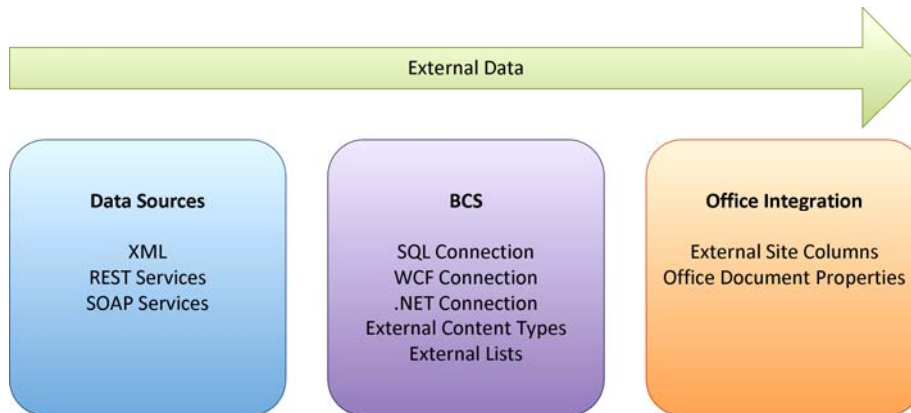 External Data
Data Sources
XML
REST Services
SOAP Services
BCS
SQL Connection
WCF Connection
.NET Connection
External Content Types
External Lists
Office Integration
External Site Columns
Office Document Properties